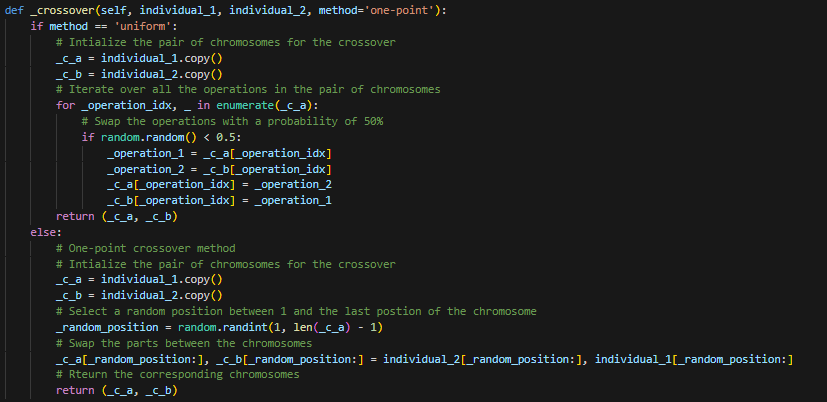 def _crossover(self, individual_1, individual_2, method='one-point'):
    if method == 'uniform':
        # Intialize the pair of chromosomes for the crossover
        _c_a = individual_1.copy()
        _c_b = individual_2.copy()
        # Iterate over all the operations in the pair of chromosomes
        for _operation_idx, _ in enumerate(_c_a):
            # Swap the operations with a probability of 50%
            if random.random() < 0.5:
                _operation_1 = _c_a[_operation_idx]
                _operation_2 = _c_b[_operation_idx]
                _c_a[_operation_idx] = _operation_2
                _c_b[_operation_idx] = _operation_1
        return (_c_a, _c_b)
    else:
        # One-point crossover method
        # Intialize the pair of chromosomes for the crossover
        _c_a = individual_1.copy()
        _c_b = individual_2.copy()
        # Select a random position between 1 and the last postion of the chromosome
        _random_position = random.randint(1, len(_c_a) - 1)
        # Swap the parts between the chromosomes
        _c_a[_random_position:], _c_b[_random_position:] = individual_2[_random_position:], individual_1[_random_position:]
        # Rteurn the corresponding chromosomes
        return (_c_a, _c_b)